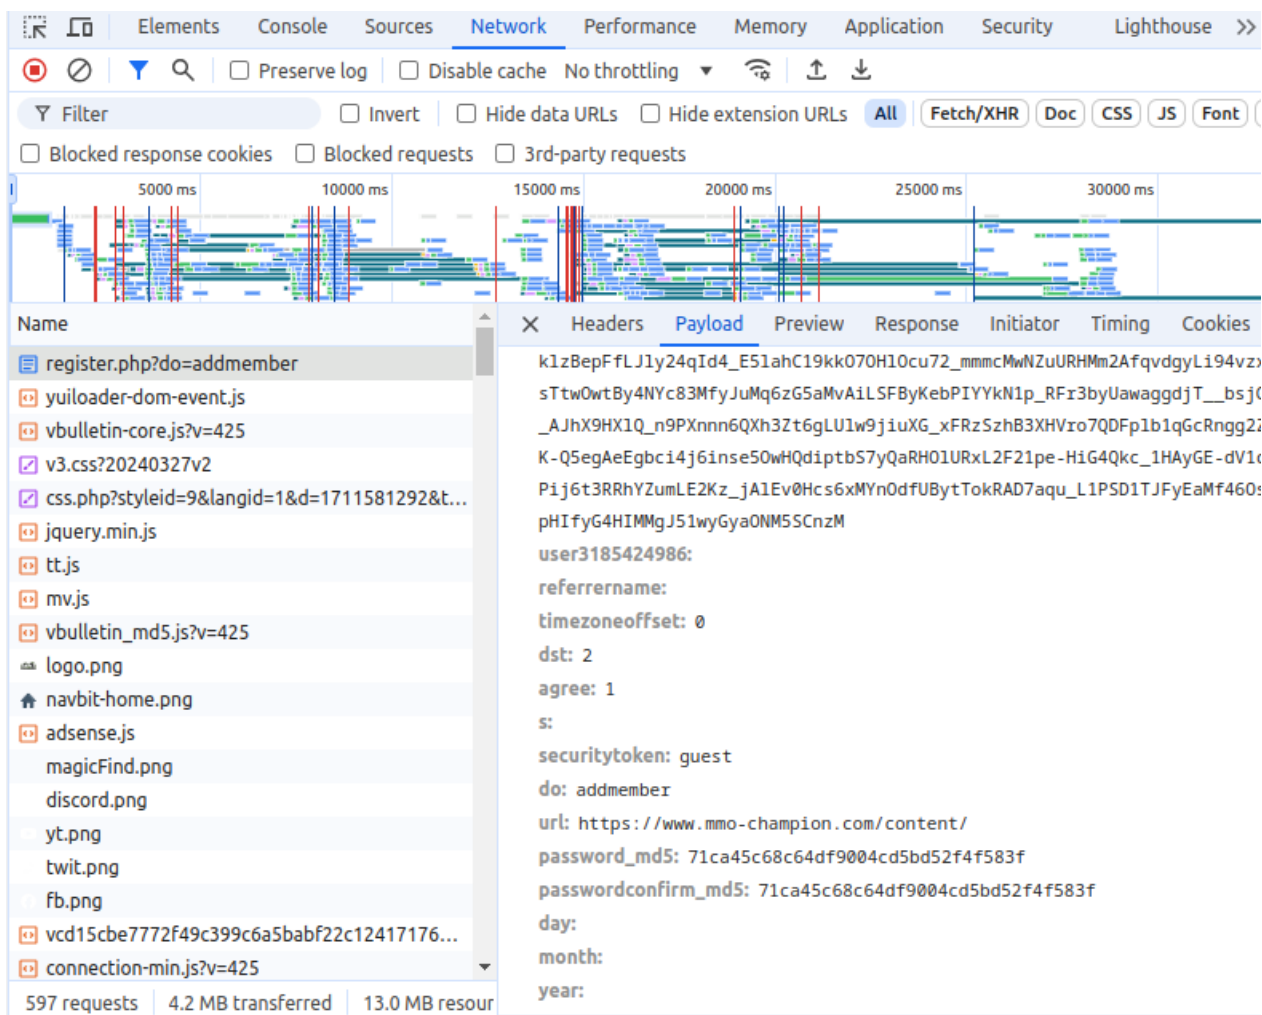 Elements Console Sources Network Performance Memory Application Security Lighthouse
Preserve log Disable cache No throttling
Filter Invert Hide data URLs Hide extension URLs All Fetch/XHR Doc CSS JS Font
Blocked response cookies Blocked requests 3rd-party requests
5000 ms 10000 ms 15000 ms 20000 ms 25000 ms 30000 ms
Name
register.php?do=addmember
yuiloader-dom-event.js
vbulletin-core.js?v=425
v3.css?20240327v2
css.php?styleid=9&langid=1&d=1711581292&t...
jquery.min.js
tt.js
mv.js
vbulletin_md5.js?v=425
logo.png
navbit-home.png
adsense.js
magicFind.png
discord.png
yt.png
twit.png
fb.png
vcd15cbe7772f49c399c6a5babf22c12417176...
connection-min.js?v=425
597 requests 4.2 MB transferred 13.0 MB resour
Headers Payload Preview Response Initiator Timing Cookies
pHIfyG4HIMMgJ51wyGyaONM5SCnzM
user3185424986:
referrername:
timezoneoffset: 0
dst: 2
agree: 1
s:
securitytoken: guest
do: addmember
url: https://www.mmo-champion.com/content/
password_md5: 71ca45c68c64df9004cd5bd52f4f583f
passwordconfirm_md5: 71ca45c68c64df9004cd5bd52f4f583f
day:
month:
year: